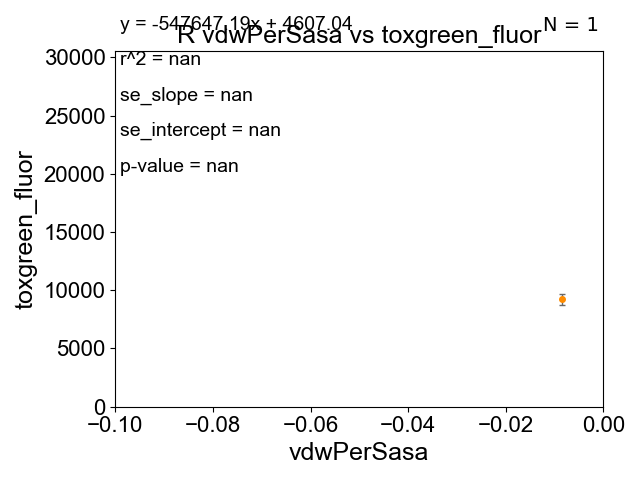 y = -547647.19x + 4607.04
N = 1
R vdwPerSasa vs toxgreen_fluor
r^2 = nan
se_slope = nan
se_intercept = nan
p-value = nan
toxgreen_fluor
30000
25000
20000
15000
10000
5000
0
−0.10 −0.08 −0.06 −0.04 −0.02 0.00
vdwPerSasa